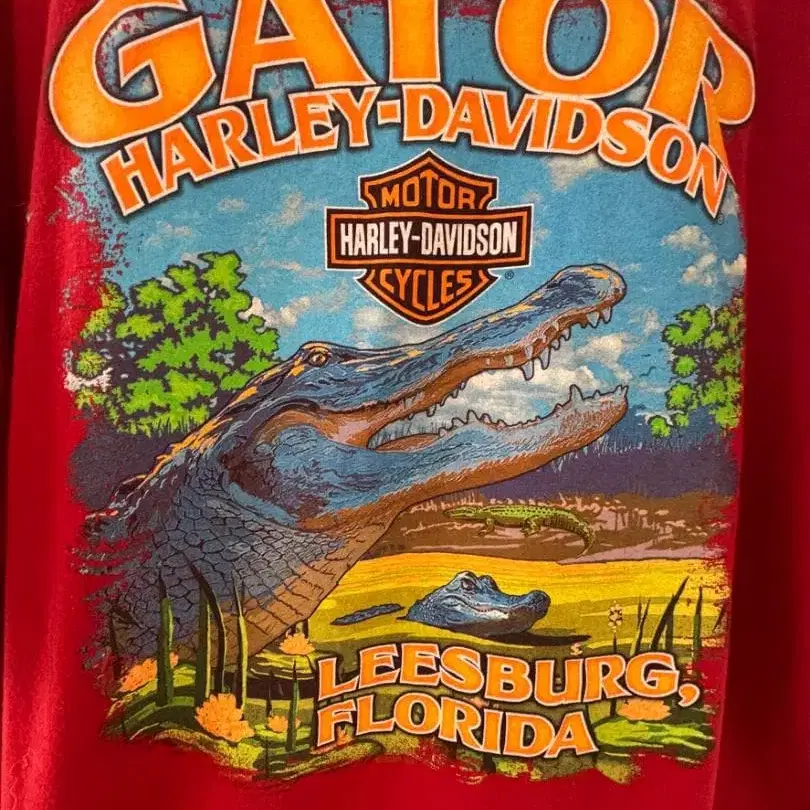 GATOR
HARLEY-DAVIDSON
MOTOR
HARLEY-DAVIDSON
CYCLES
®
LEESBURG,
FLORIDA